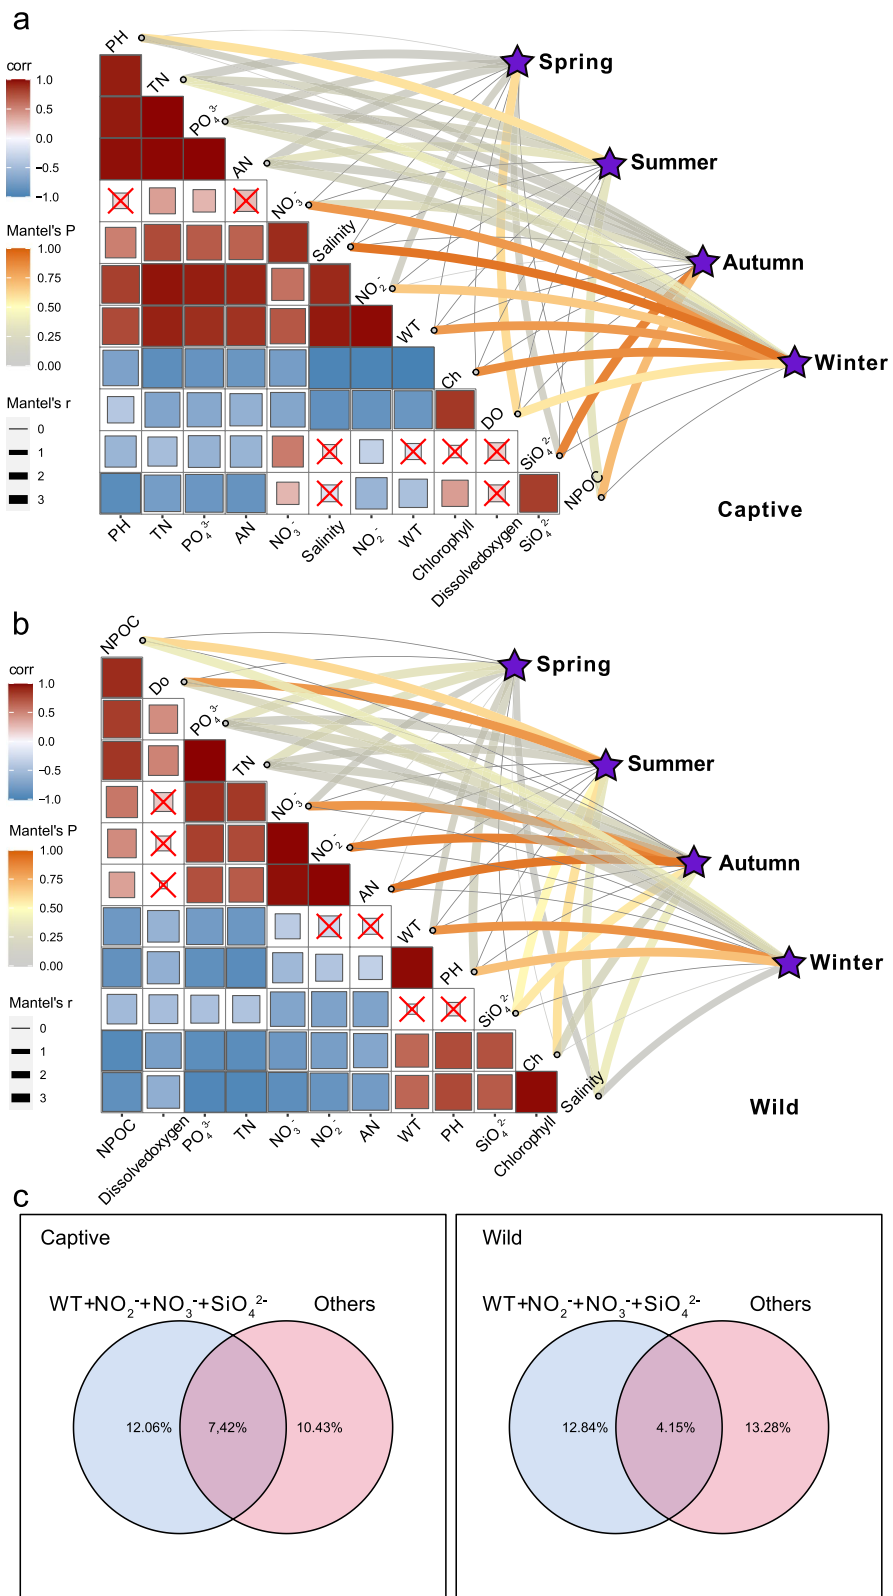 a
corr
1.0
0.5
0.0
−0.5
−1.0
Mantel's P
1.00
0.75
0.50
0.25
0.00
Mantel's r
0
1
2
3
PH
TN
PO₄³⁻
AN
NO₃⁻
Salinity
NO₂⁻
WT
Ch
DO
SiO₄²⁻
NPOC
Spring
Summer
Autumn
Winter
Captive
PH
TN
PO₄³⁻
AN
NO₃⁻
Salinity
NO₂⁻
WT
Chlorophyll
Dissolvedoxygen
SiO₄²⁻
b
corr
1.0
0.5
0.0
−0.5
−1.0
Mantel's P
1.00
0.75
0.50
0.25
0.00
Mantel's r
0
1
2
3
NPOC
Do
PO₄³⁻
TN
NO₃⁻
NO₂⁻
AN
WT
PH
SiO₄²⁻
Ch
Salinity
Spring
Summer
Autumn
Winter
Wild
NPOC
Dissolvedoxygen
PO₄³⁻
TN
NO₃⁻
NO₂⁻
AN
WT
PH
SiO₄²⁻
Chlorophyll
c
Captive
WT+NO₂⁻+NO₃⁻+SiO₄²⁻ Others
12.06% 7,42% 10.43%
Wild
WT+NO₂⁻+NO₃⁻+SiO₄²⁻ Others
12.84% 4.15% 13.28%